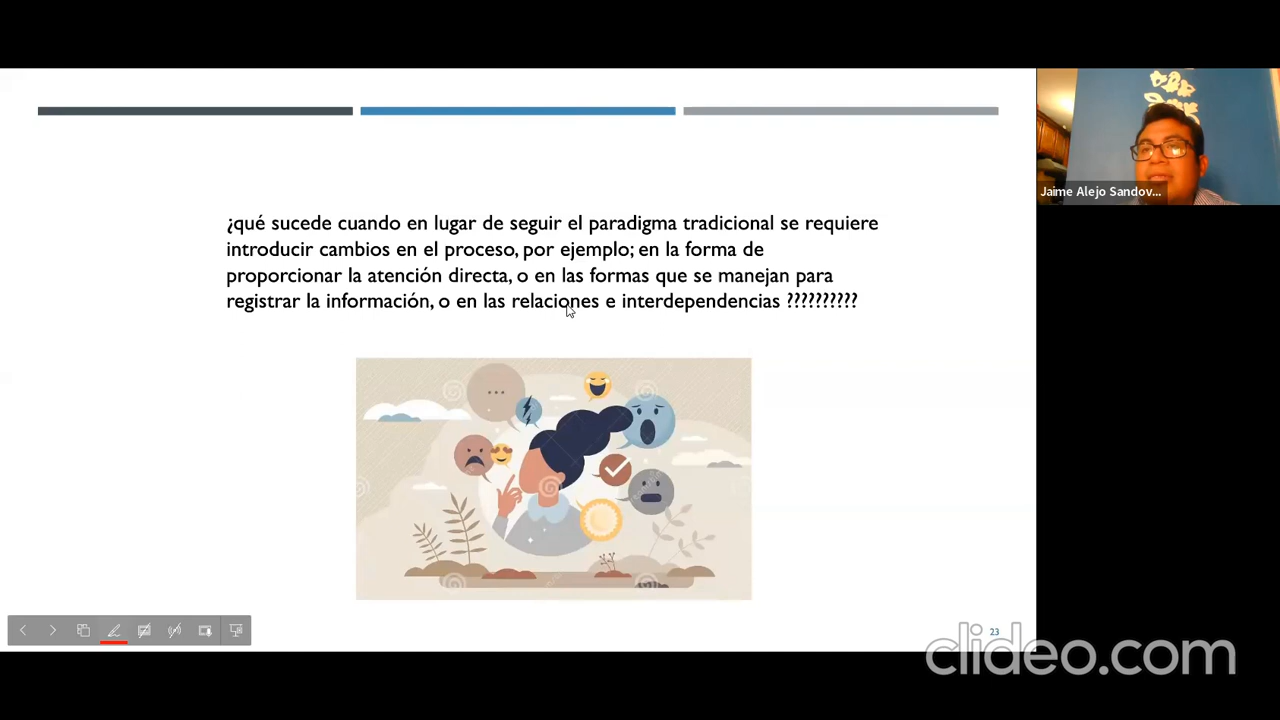 ¿qué sucede cuando en lugar de seguir el paradigma tradicional se requiere
introducir cambios en el proceso, por ejemplo; en la forma de
proporcionar la atención directa, o en las formas que se manejan para
registrar la información, o en las relaciones e interdependencias ??????????
Jaime Alejo Sandov...
23
clideo.com